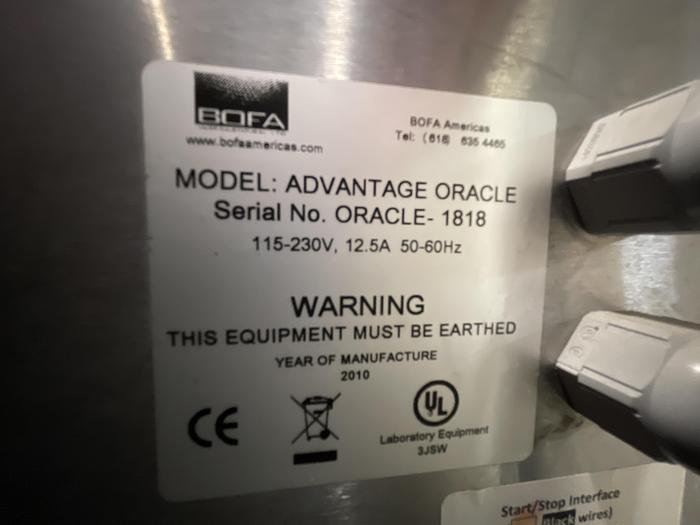 BOFA
www.bofaamericas.com
BOFA Americas
Tel: (618) 635 4465
MODEL: ADVANTAGE ORACLE
Serial No. ORACLE- 1818
115-230V, 12.5A 50-60Hz
WARNING
THIS EQUIPMENT MUST BE EARTHED
YEAR OF MANUFACTURE
2010
CE
UL
Laboratory Equipment
3JSW
Start/Stop Interface
Black wires)